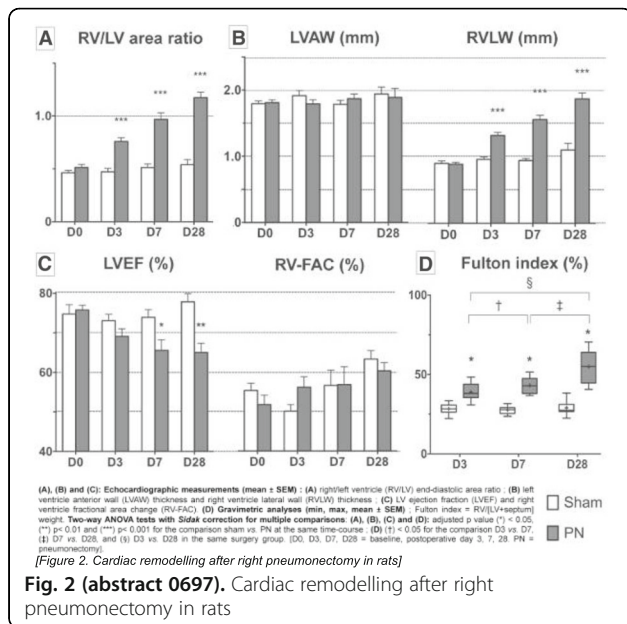 A RV/LV area ratio B LVAW (mm) RVLW (mm)
***
***
***
***
***
***
1.0
0
2.0
1.0
0
D0 D3 D7 D28 D0 D3 D7 D28 D0 D3 D7 D28
C LVEF (%) RV-FAC (%) D Fulton index (%)
§
† ‡
* ** * * *
80
60
40
100
50
0
D0 D3 D7 D28 D0 D3 D7 D28 D3 D7 D28
(A), (B) and (C): Echocardiographic measurements (mean ± SEM) : (A) right/left ventricle (RV/LV) end-diastolic area ratio ; (B) left
ventricle anterior wall (LVAW) thickness and right ventricle lateral wall (RVLW) thickness ; (C) LV ejection fraction (LVEF) and right
ventricle fractional area change (RV-FAC). (D) Gravimetric analyses (min, max, mean ± SEM) ; Fulton index = RV/[LV+septum]
weight. Two-way ANOVA tests with Sidak correction for multiple comparisons: (A), (B), (C) and (D): adjusted p value (*) < 0.05,
(**) p< 0.01 and (***) p< 0.001 for the comparison sham vs. PN at the same time-course ; (D) (†) < 0.05 for the comparison D3 vs. D7,
(‡) D7 vs. D28, and (§) D3 vs. D28 in the same surgery group. (D0, D3, D7, D28 = baseline, postoperative day 3, 7, 28. PN =
pneumonectomy].
Sham
PN
[Figure 2. Cardiac remodelling after right pneumonectomy in rats]
Fig. 2 (abstract 0697). Cardiac remodelling after right
pneumonectomy in rats